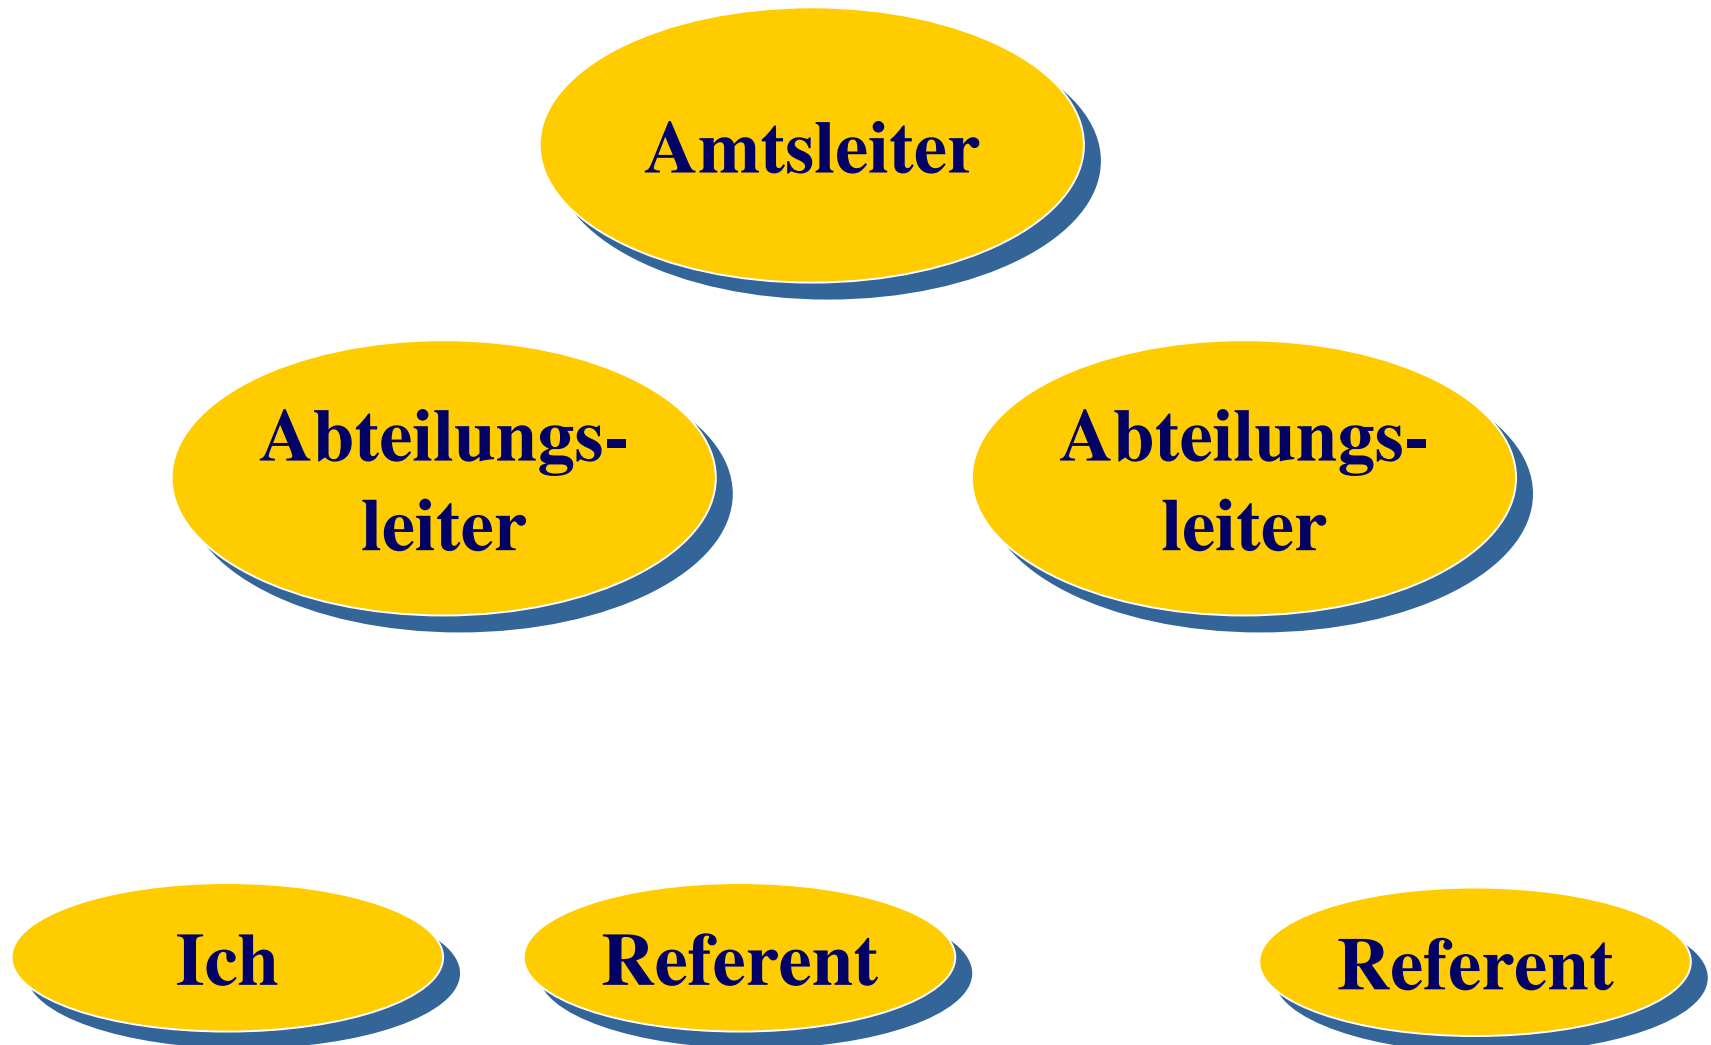 Amtsleiter
Abteilungs-
leiter
Abteilungs-
leiter
Ich
Referent
Referent